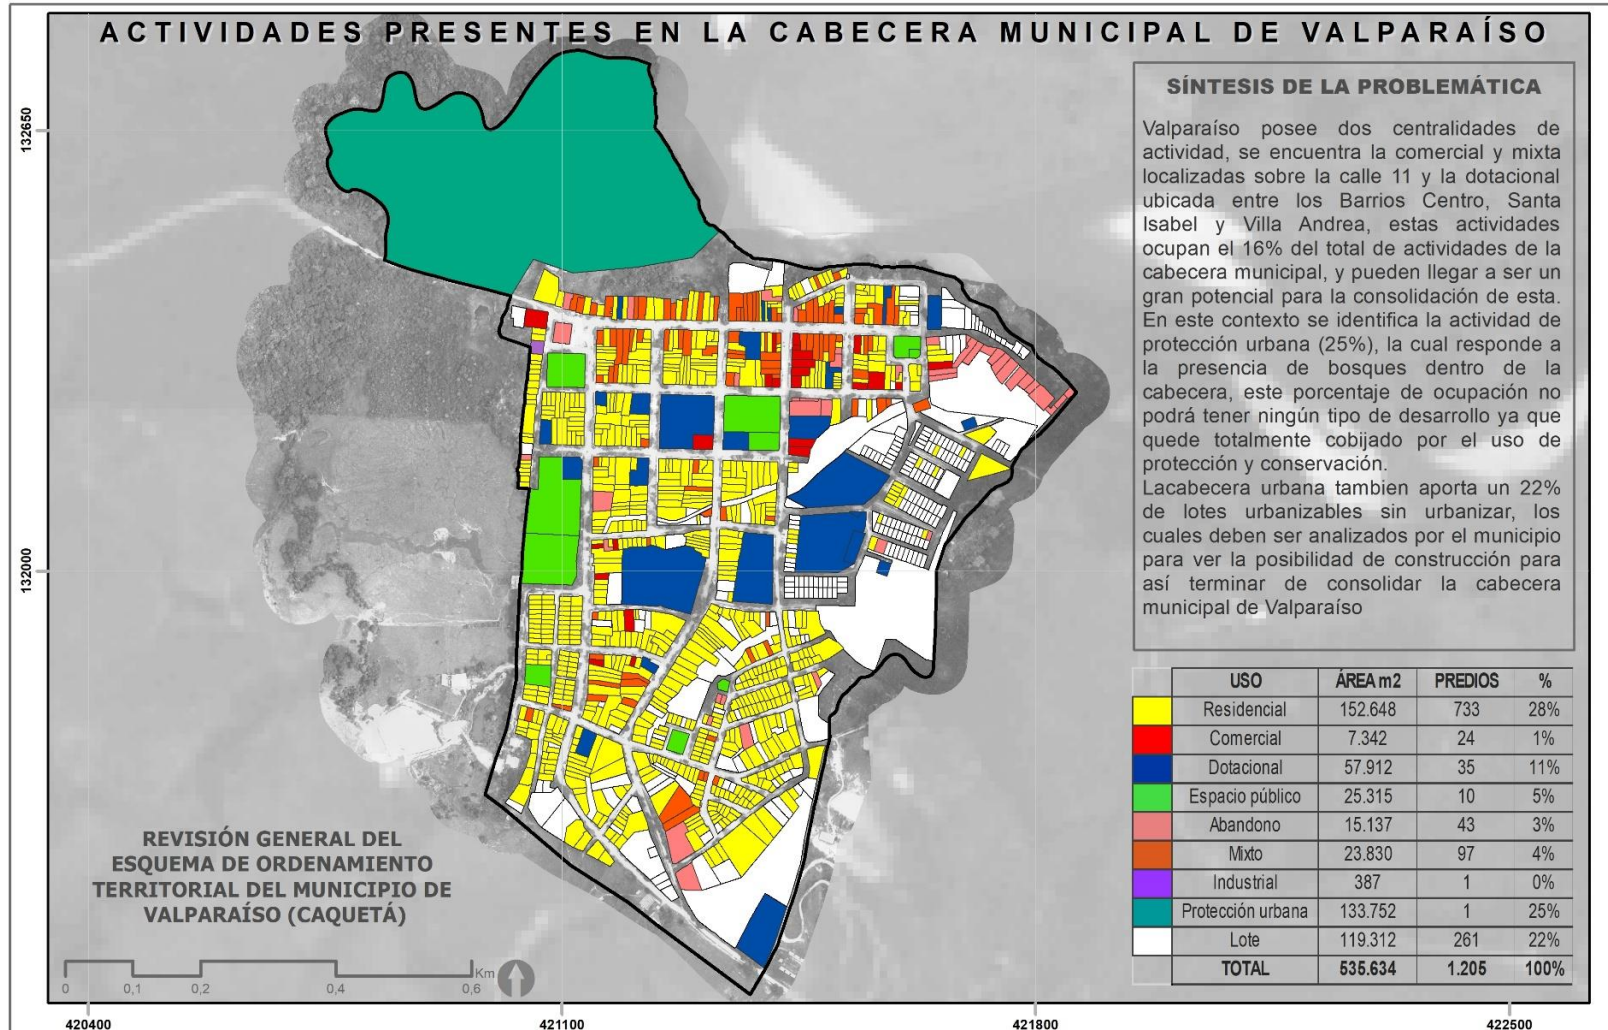 ACTIVIDADES PRESENTES EN LA CABECERA MUNICIPAL DE VALPARAÍSO
SÍNTESIS DE LA PROBLEMÁTICA
Valparaíso posee dos centralidades de
actividad, se encuentra la comercial y mixta
localizadas sobre la calle 11 y la dotacional
ubicada entre los Barrios Centro, Santa
Isabel y Villa Andrea, estas actividades
ocupan el 16% del total de actividades de la
cabecera municipal, y pueden llegar a ser un
gran potencial para la consolidación de esta.
En este contexto se identifica la actividad de
protección urbana (25%), la cual responde a
la presencia de bosques dentro de la
cabecera, este porcentaje de ocupación no
podrá tener ningún tipo de desarrollo ya que
quede totalmente cobijado por el uso de
protección y conservación.
Lacabecera urbana tambien aporta un 22%
de lotes urbanizables sin urbanizar, los
cuales deben ser analizados por el municipio
para ver la posibilidad de construcción para
así terminar de consolidar la cabecera
municipal de Valparaíso
USO ÁREA m2 PREDIOS %
Residencial 152.648 733 28%
Comercial 7.342 24 1%
Dotacional 57.912 35 11%
Espacio público 25.315 10 5%
Abandono 15.137 43 3%
Mixto 23.830 97 4%
Industrial 387 1 0%
Protección urbana 133.752 1 25%
Lote 119.312 261 22%
TOTAL 535.634 1.205 100%
REVISIÓN GENERAL DEL
ESQUEMA DE ORDENAMIENTO
TERRITORIAL DEL MUNICIPIO DE
VALPARAÍSO (CAQUETÁ)
Km
0 0,1 0,2 0,4 0,6
132650
132000
420400 421100 421800 422500